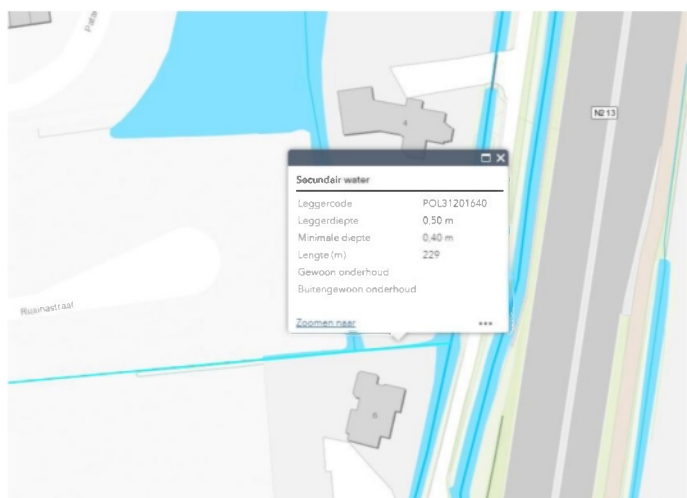 4
N213
Secundair water
Leggercode POL31201640
Leggerdiepte 0,50 m
Minimale diepte 0,40 m
Lengte (m) 229
Gewoon onderhoud
Buitengewoon onderhoud
Zoomen naar •••
6